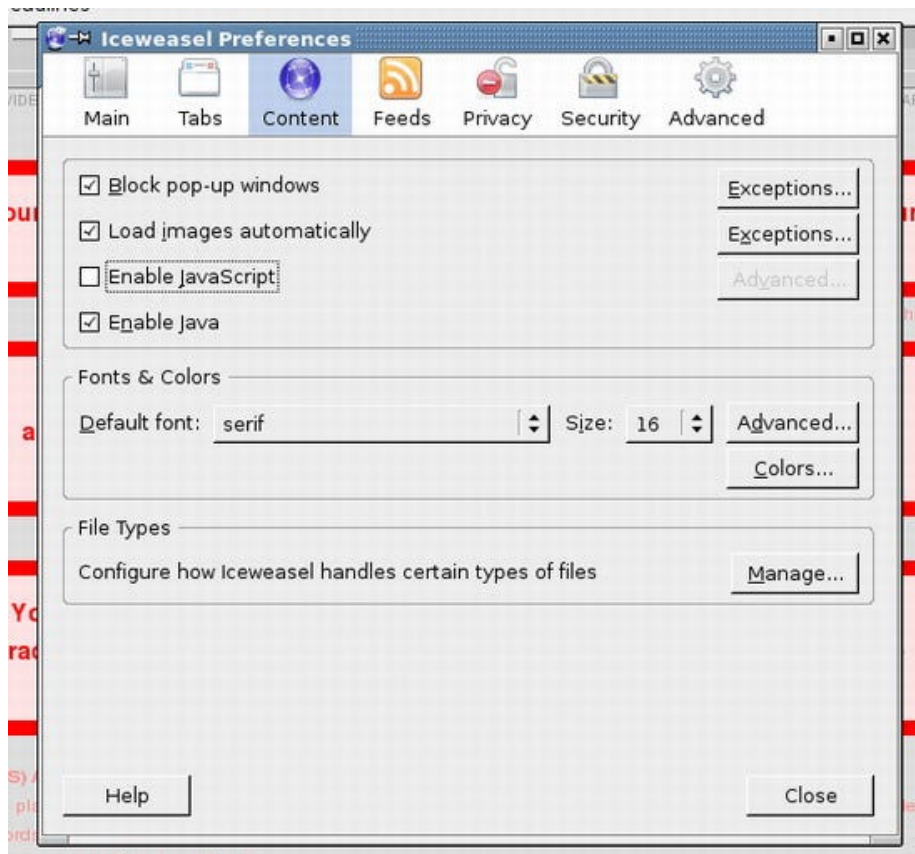 Iceweasel Preferences
Main Tabs Content Feeds Privacy Security Advanced
Block pop-up windows Exceptions...
Load images automatically Exceptions...
Enable JavaScript Advanced...
Enable Java
Fonts & Colors
Default font: serif Size: 16 Advanced...
Colors...
File Types
Configure how Iceweasel handles certain types of files Manage...
Help Close